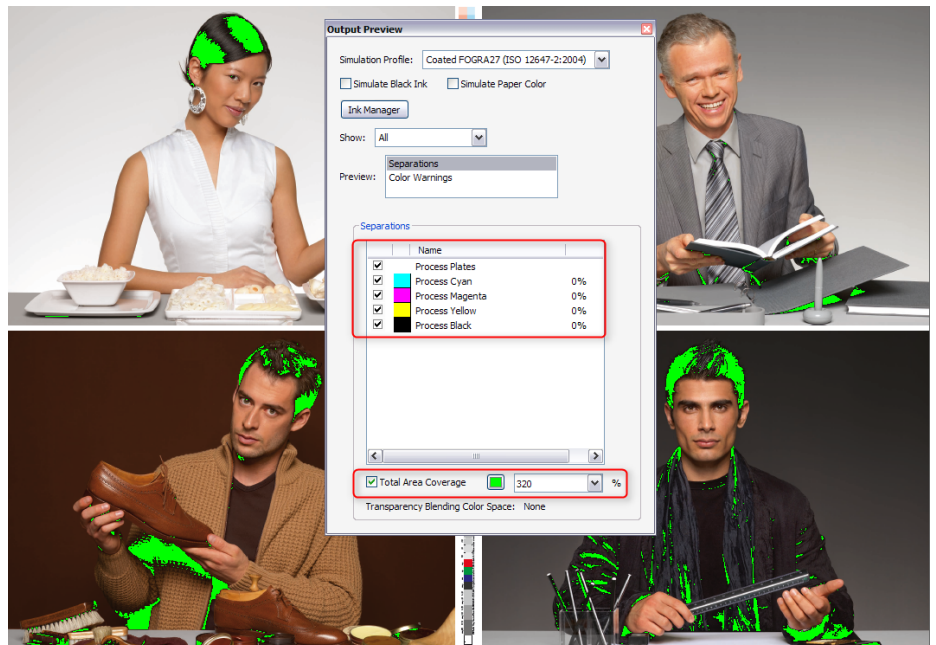 Output Preview
Simulation Profile: Coated FOGRA27 (ISO 12647-2:2004)
Simulate Black Ink Simulate Paper Color
Ink Manager
Show: All
Preview: Separations
Color Warnings
Separations
Name
Process Plates
Process Cyan 0%
Process Magenta 0%
Process Yellow 0%
Process Black 0%
Total Area Coverage 320 %
Transparency Blending Color Space: None